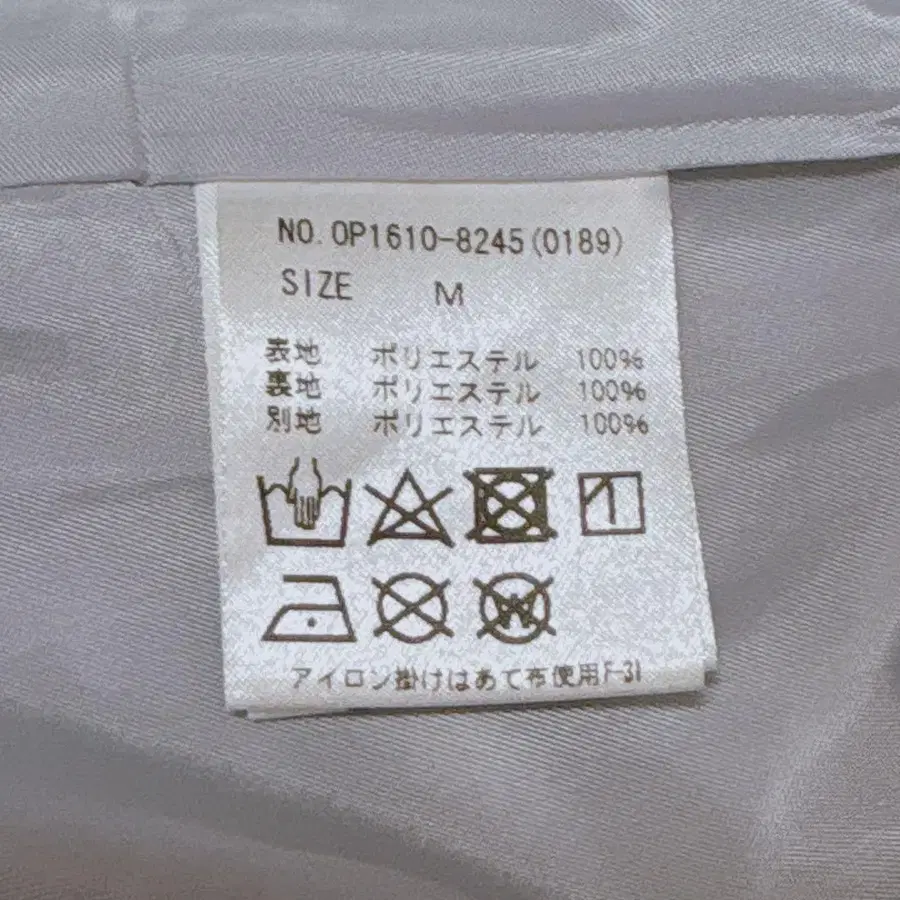 NO. OP1610-8245(0189)
SIZE M
表地 ポリエステル 100%
裏地 ポリエステル 100%
別地 ポリエステル 100%
W
アイロン掛けはあて布使用F-31